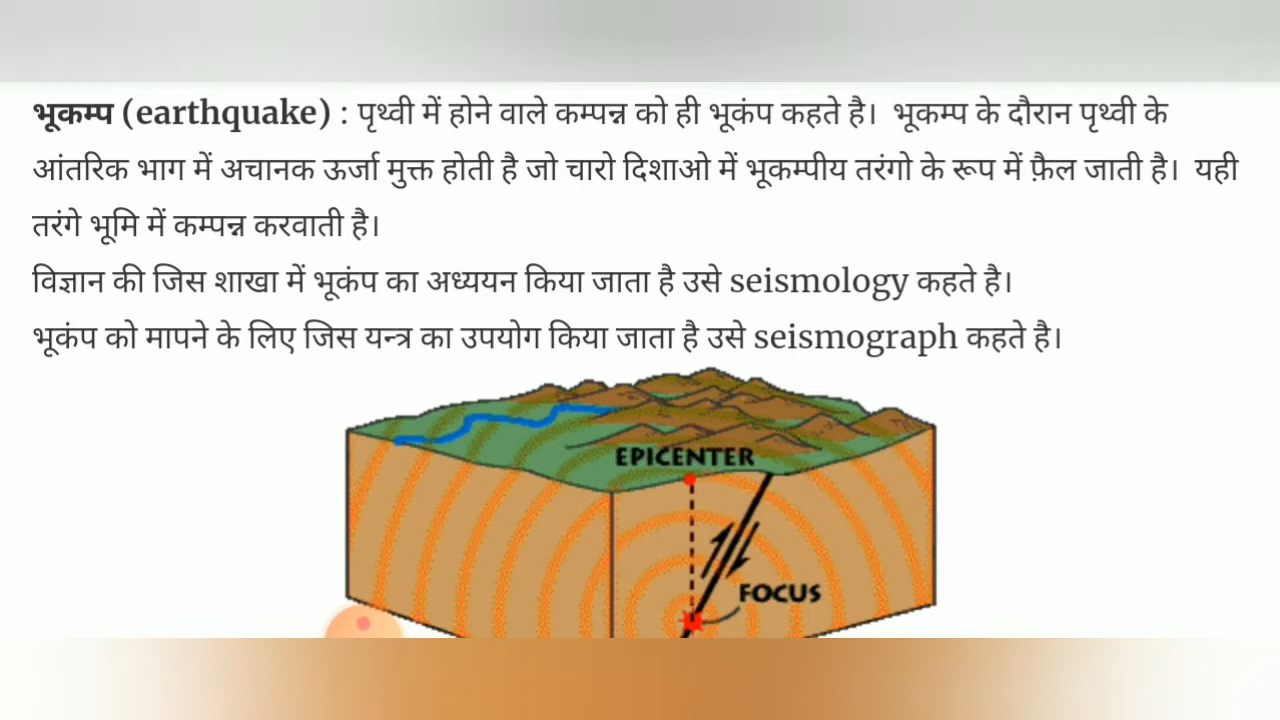 भूकम्प (earthquake) : पृथ्वी में होने वाले कम्पन्न को ही भूकंप कहते है। भूकम्प के दौरान पृथ्वी के
आंतरिक भाग में अचानक ऊर्जा मुक्त होती है जो चारो दिशाओ में भूकम्पीय तरंगो के रूप में फ़ैल जाती है। यही
तरंगे भूमि में कम्पन्न करवाती है।
विज्ञान की जिस शाखा में भूकंप का अध्ययन किया जाता है उसे seismology कहते है।
भूकंप को मापने के लिए जिस यन्त्र का उपयोग किया जाता है उसे seismograph कहते है।
EPICENTER
FOCUS